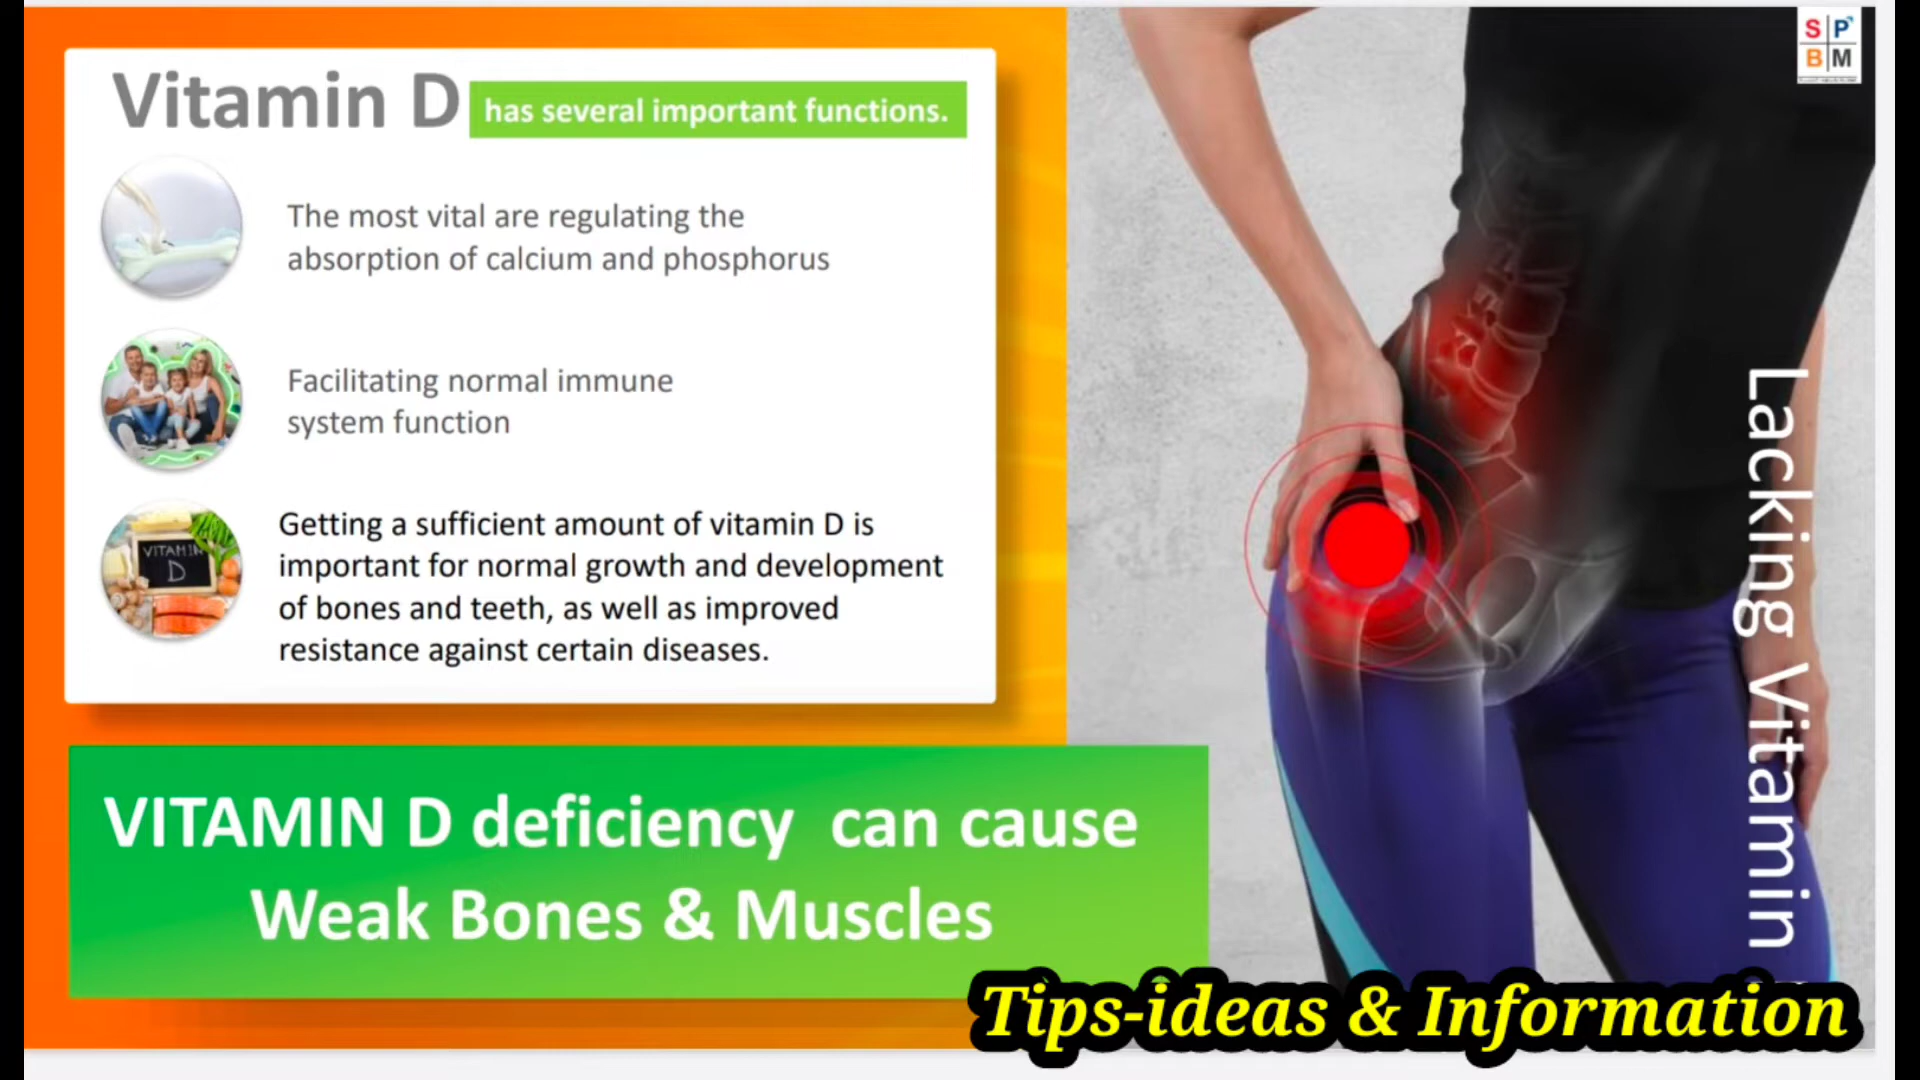 Vitamin D has several important functions.
The most vital are regulating the
absorption of calcium and phosphorus
Facilitating normal immune
system function
VITAMIN
D
Getting a sufficient amount of vitamin D is
important for normal growth and development
of bones and teeth, as well as improved
resistance against certain diseases.
VITAMIN D deficiency can cause
Weak Bones & Muscles
S P
B M
Lacking Vitamin
Tips-ideas & Information